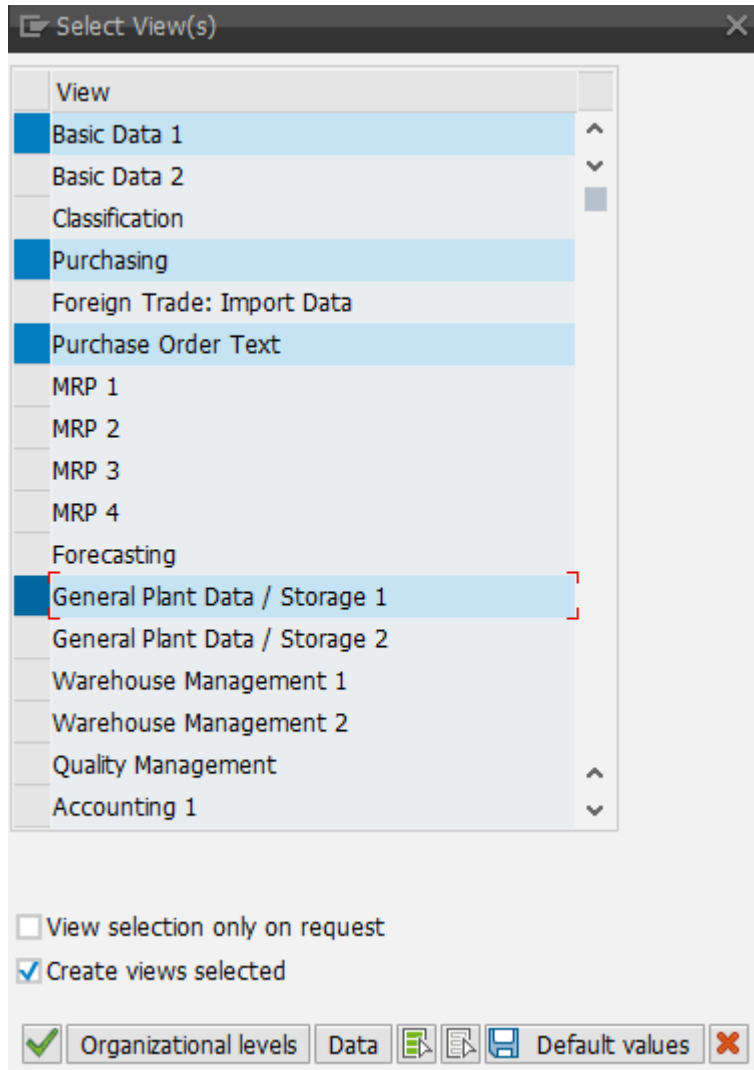 Select View(s)
View
Basic Data 1
Basic Data 2
Classification
Purchasing
Foreign Trade: Import Data
Purchase Order Text
MRP 1
MRP 2
MRP 3
MRP 4
Forecasting
General Plant Data / Storage 1
General Plant Data / Storage 2
Warehouse Management 1
Warehouse Management 2
Quality Management
Accounting 1
View selection only on request
Create views selected
Organizational levels Data Default values